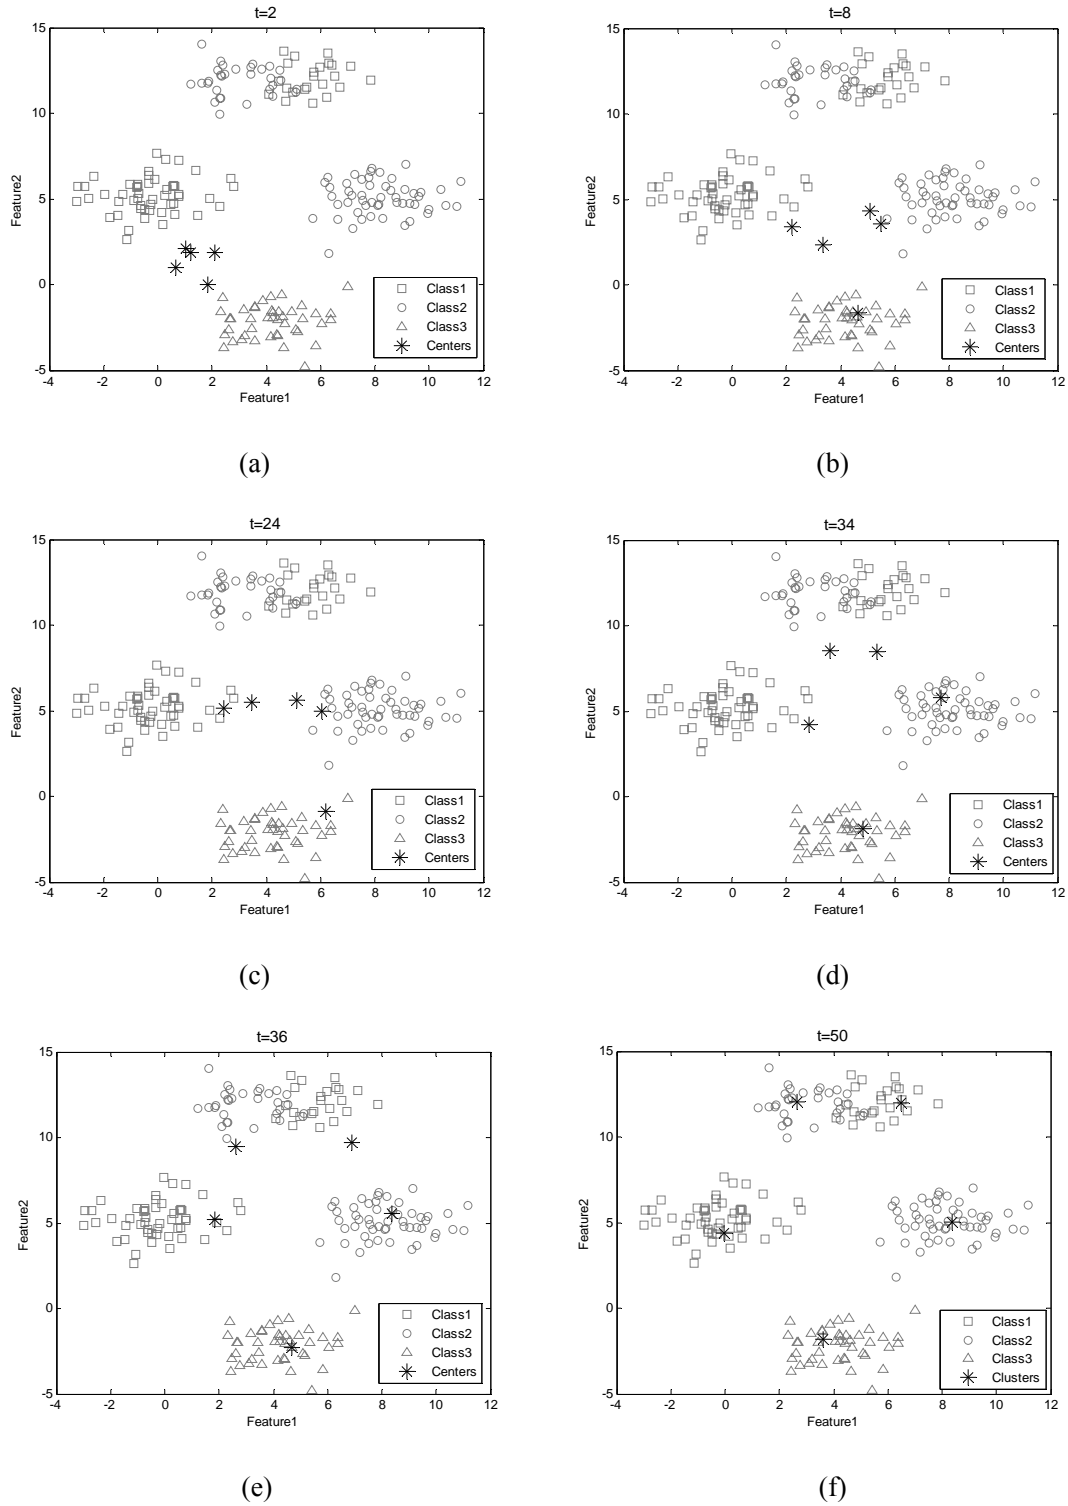 t=2
15
10
5
0
-5
-4
-2
0
2
4
6
8
10
12
Feature2
Feature1
Class1
Class2
Class3
Centers
(a)
t=8
15
10
5
0
-5
-4
-2
0
2
4
6
8
10
12
Feature2
Feature1
Class1
Class2
Class3
Centers
(b)
t=24
15
10
5
0
-5
-4
-2
0
2
4
6
8
10
12
Feature2
Feature1
Class1
Class2
Class3
Centers
(c)
t=34
15
10
5
0
-5
-4
-2
0
2
4
6
8
10
12
Feature2
Feature1
Class1
Class2
Class3
Centers
(d)
t=36
15
10
5
0
-5
-4
-2
0
2
4
6
8
10
12
Feature2
Feature1
Class1
Class2
Class3
Centers
(e)
t=50
15
10
5
0
-5
-4
-2
0
2
4
6
8
10
12
Feature2
Feature1
Class1
Class2
Class3
Clusters
(f)